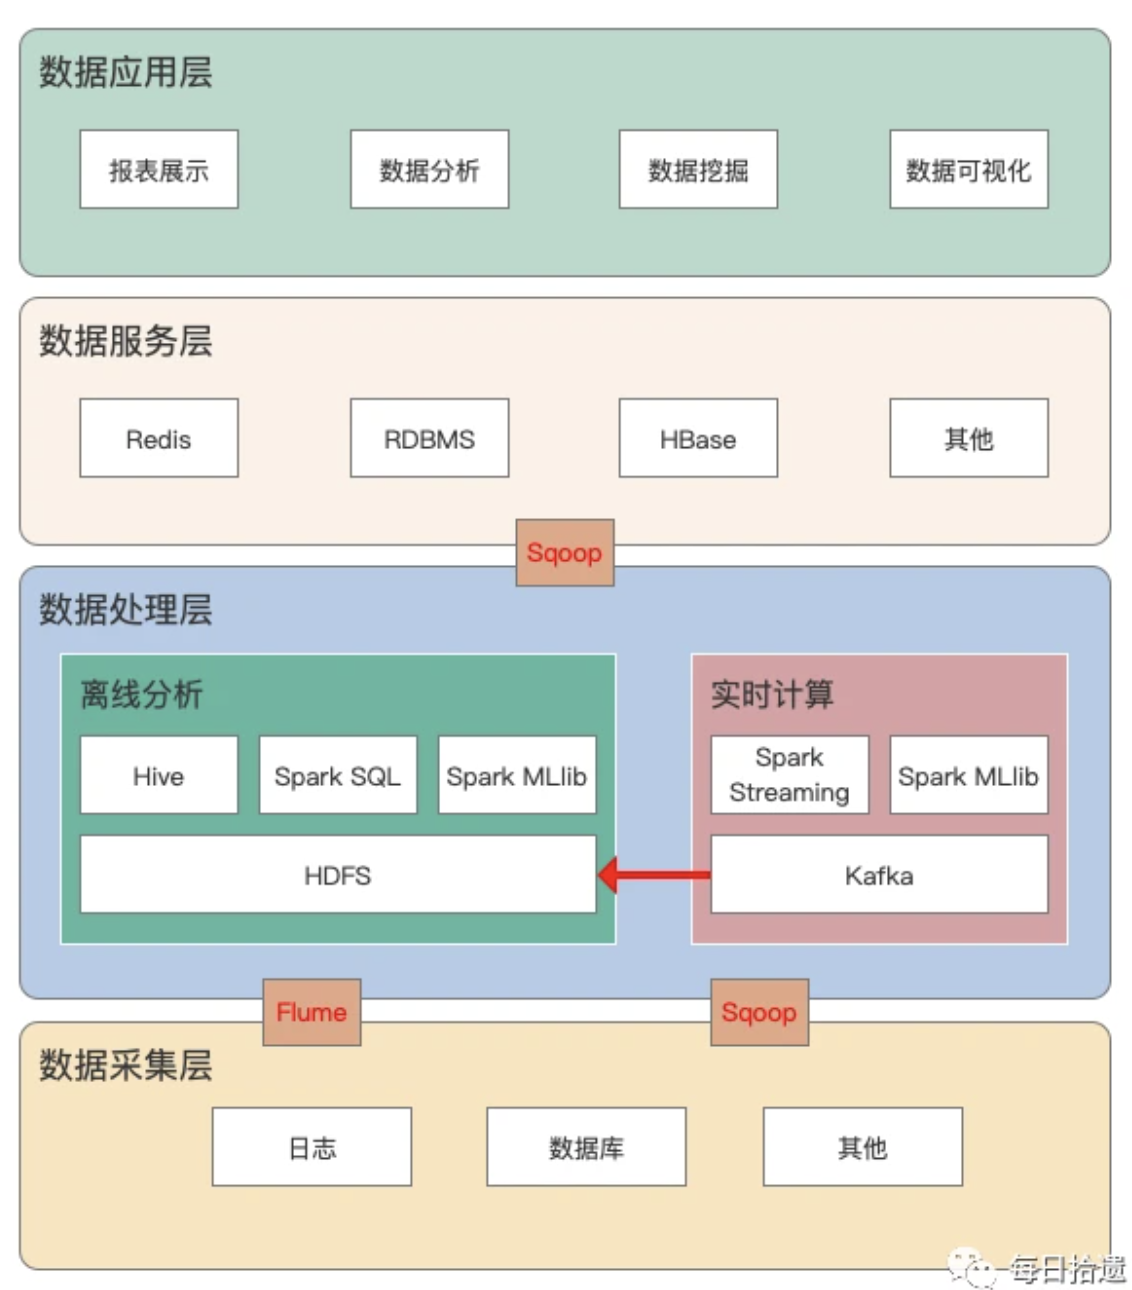 数据应用层
报表展示
数据分析
数据挖掘
数据可视化
数据服务层
Redis
RDBMS
HBase
其他
Sqoop
数据处理层
离线分析
Hive
Spark SQL
Spark MLlib
HDFS
实时计算
Spark
Streaming
Spark MLlib
Kafka
Flume
Sqoop
数据采集层
日志
数据库
其他
每日拾遗